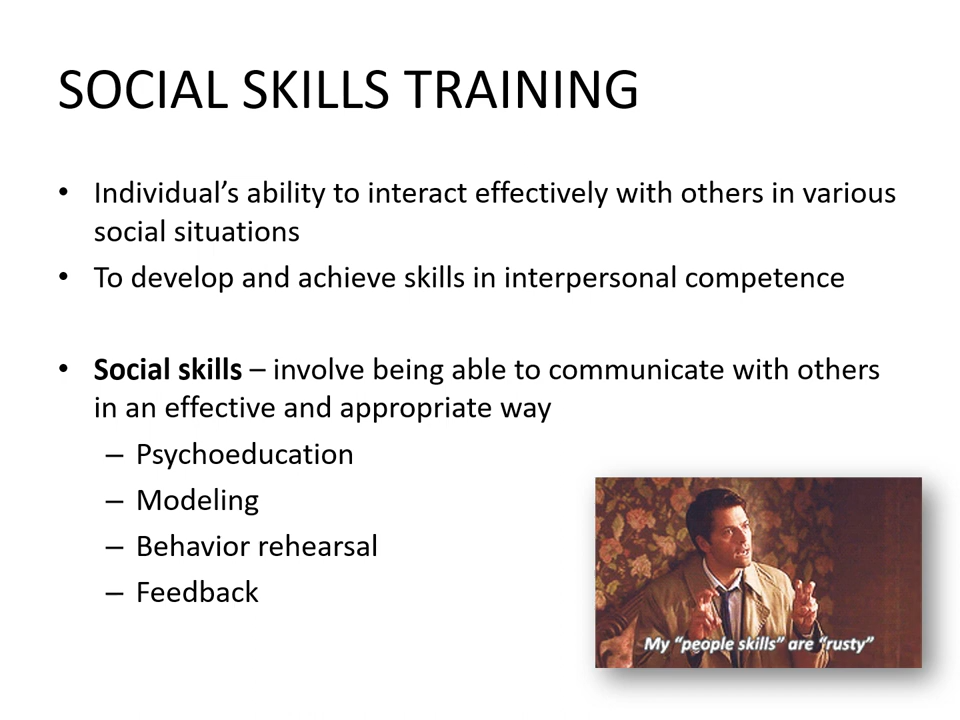 SOCIAL SKILLS TRAINING
• Individual’s ability to interact effectively with others in various
social situations
• To develop and achieve skills in interpersonal competence
• Social skills – involve being able to communicate with others
in an effective and appropriate way
– Psychoeducation
– Modeling
– Behavior rehearsal
– Feedback
My “people skills” are “rusty”